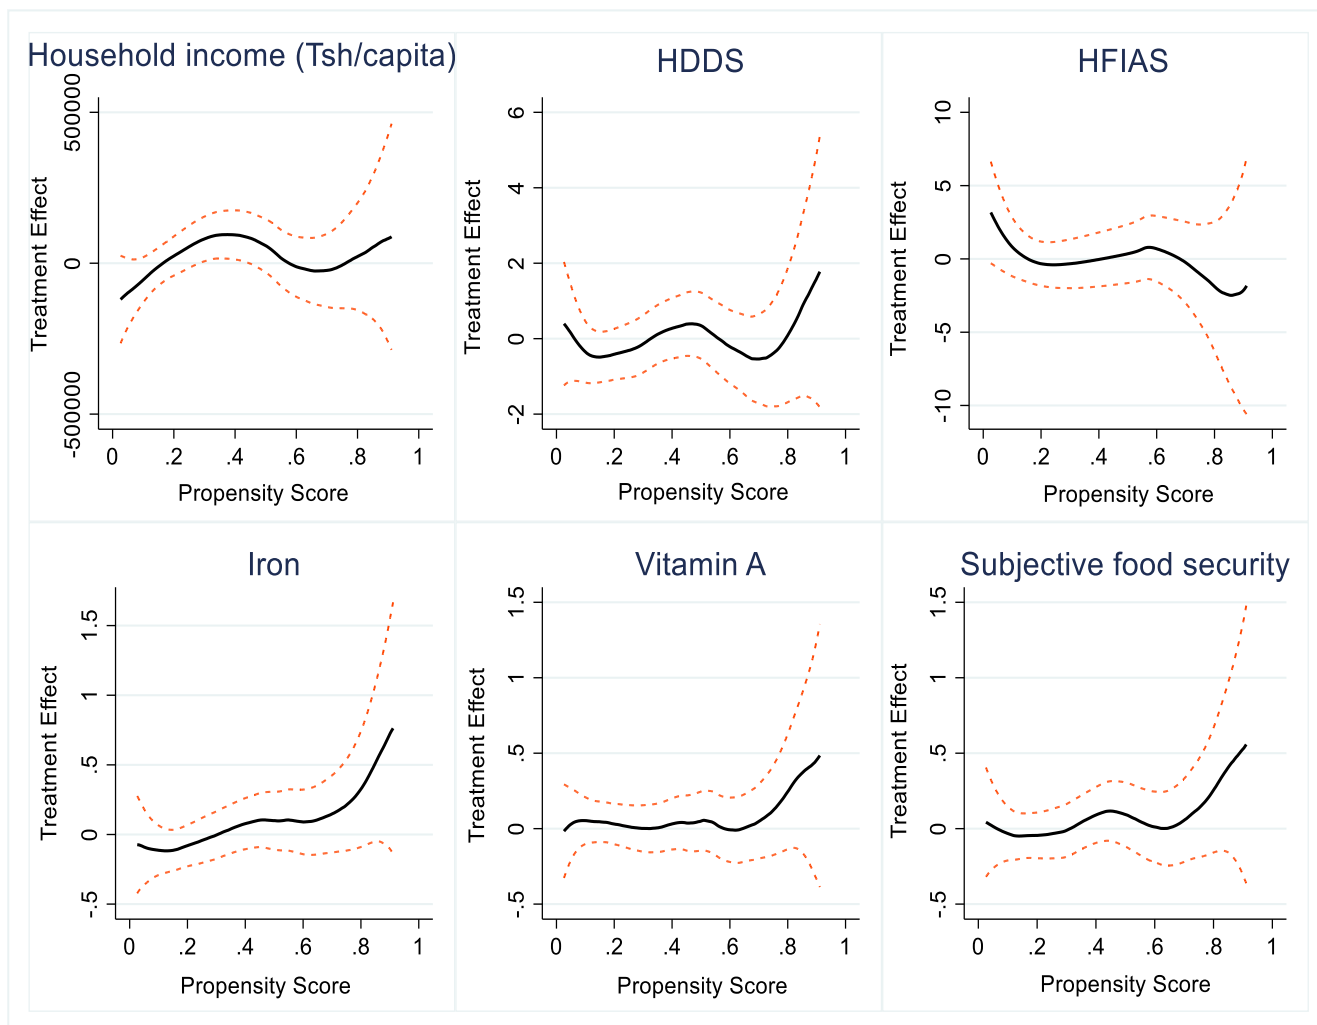 Household income (Tsh/capita)
Treatment Effect
500000
0
-500000
0 .2 .4 .6 .8 1
Propensity Score
HDDS
Treatment Effect
6
4
2
0
-2
0 .2 .4 .6 .8 1
Propensity Score
HFIAS
Treatment Effect
10
5
0
-5
-10
0 .2 .4 .6 .8 1
Propensity Score
Iron
Treatment Effect
1.5
1
.5
0
-.5
0 .2 .4 .6 .8 1
Propensity Score
Vitamin A
Treatment Effect
1.5
1
.5
0
-.5
0 .2 .4 .6 .8 1
Propensity Score
Subjective food security
Treatment Effect
1.5
1
.5
0
-.5
0 .2 .4 .6 .8 1
Propensity Score